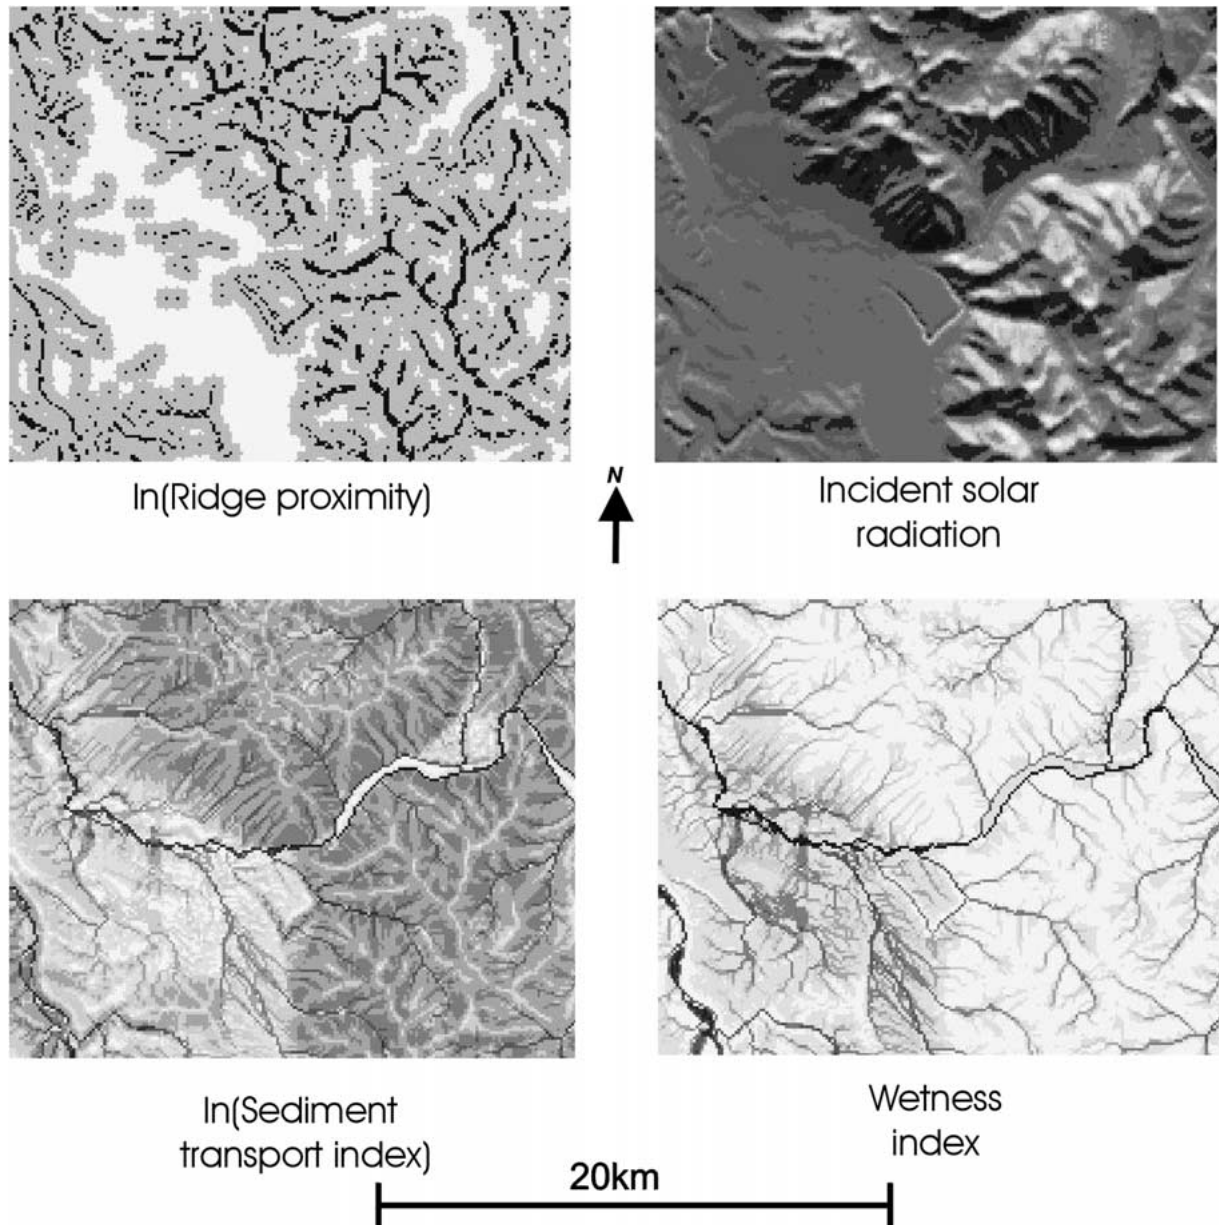 ln(Ridge proximity)
N
Incident solar
radiation
ln(Sediment
transport index)
Wetness
index
20km